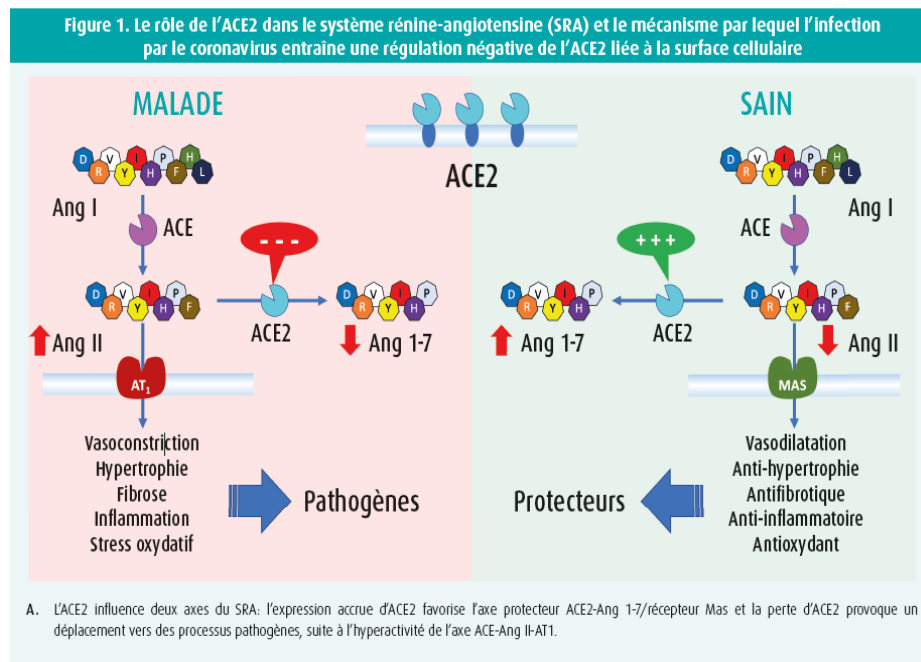 Figure 1. Le rôle de l'ACE2 dans le système rénine-angiotensine (SRA) et le mécanisme par lequel l'infection
par le coronavirus entraîne une régulation négative de l'ACE2 liée à la surface cellulaire
MALADE
SAIN
ACE2
D V I P H
R Y H F L
Ang I
ACE
D V I P H
R Y H F L
Ang I
ACE
- - -
+ + +
D V I P
R Y H F
ACE2
D V I P
R Y H
Ang II
Ang 1-7
D V I P
R Y H
ACE2
D V I P
R Y H F
Ang 1-7
Ang II
AT1
MAS
Vasoconstriction
Hypertrophie
Fibrose
Inflammation
Stress oxydatif
Pathogènes
Protecteurs
Vasodilatation
Anti-hypertrophie
Antifibrotique
Anti-inflammatoire
Antioxydant
A. L'ACE2 influence deux axes du SRA: l'expression accrue d'ACE2 favorise l'axe protecteur ACE2-Ang 1-7/récepteur Mas et la perte d'ACE2 provoque un
déplacement vers des processus pathogènes, suite à l'hyperactivité de l'axe ACE-Ang II-AT1.